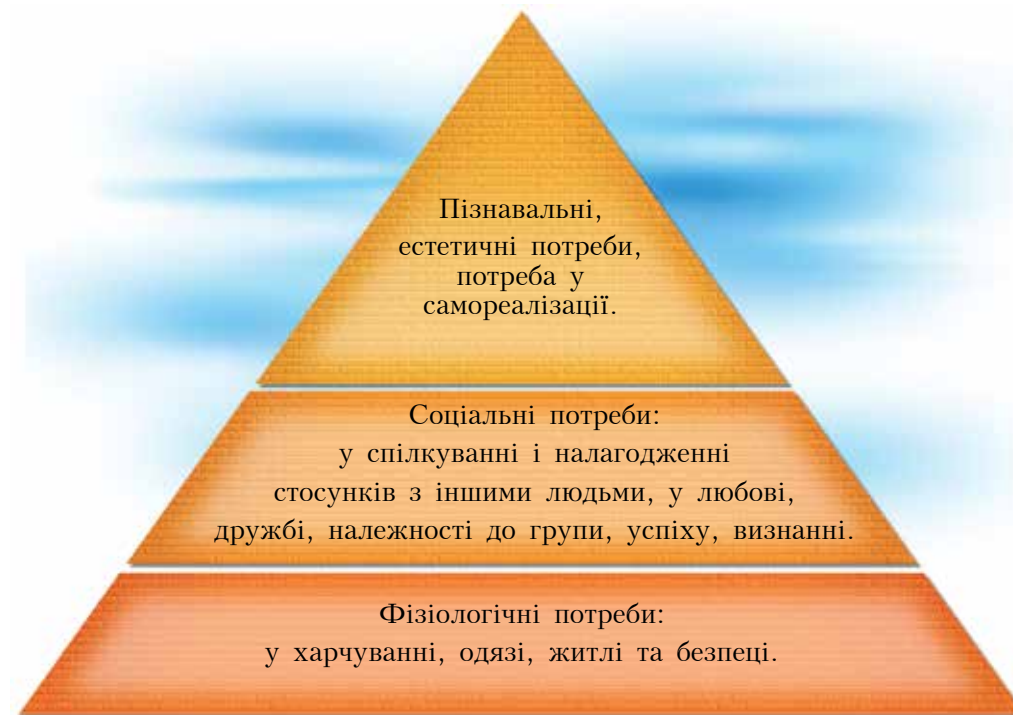 Пізнавальні,
естетичні потреби,
потреба у
самореалізації.
Соціальні потреби:
у спілкуванні і налагодженні
стосунків з іншими людьми, у любові,
дружбі, належності до групи, успіху, визнанні.
Фізіологічні потреби:
у харчуванні, одязі, житлі та безпеці.